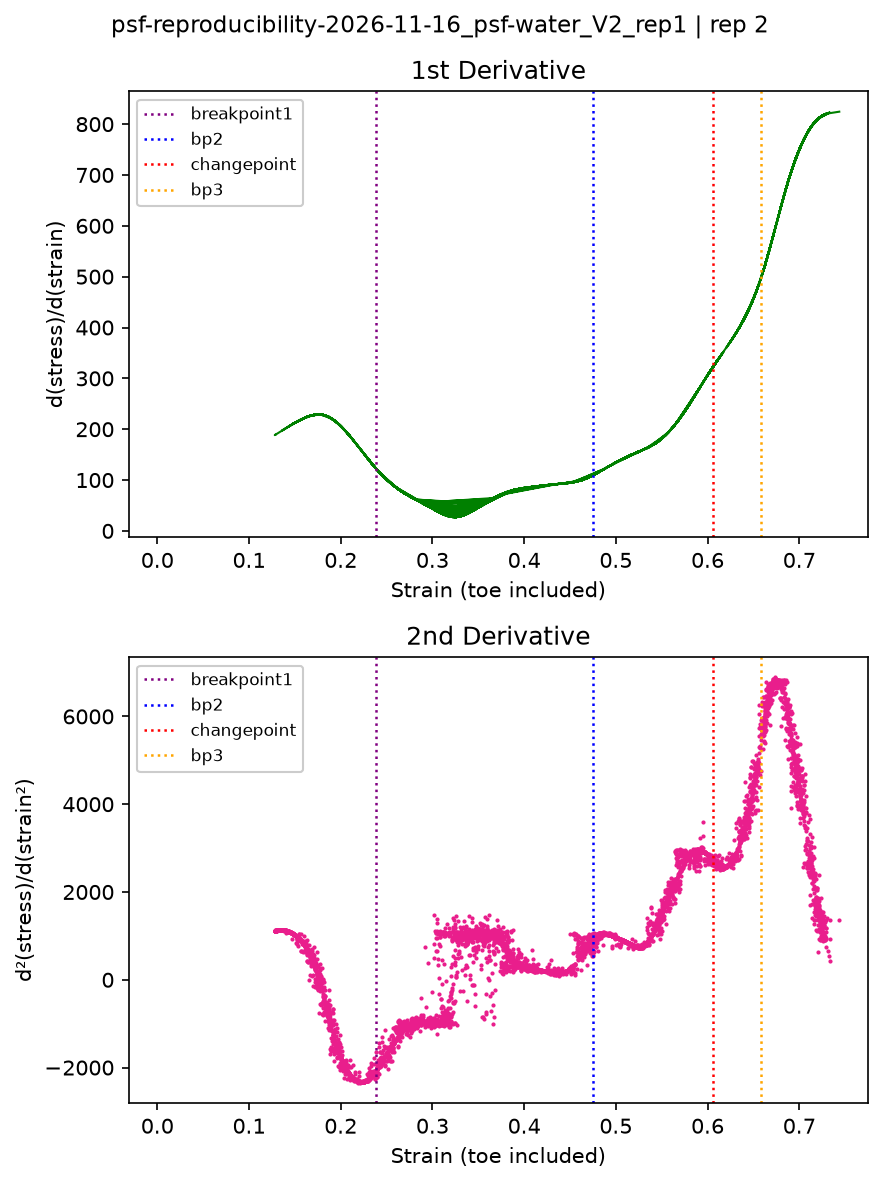 psf-reproducibility-2026-11-16_psf-water_V2_rep1 | rep 2
1st Derivative
breakpoint1
bp2
changepoint
bp3
d(stress)/d(strain)
800
700
600
500
400
300
200
100
0
0.0 0.1 0.2 0.3 0.4 0.5 0.6 0.7
Strain (toe included)
2nd Derivative
breakpoint1
bp2
changepoint
bp3
d²(stress)/d(strain²)
6000
4000
2000
0
−2000
0.0 0.1 0.2 0.3 0.4 0.5 0.6 0.7
Strain (toe included)